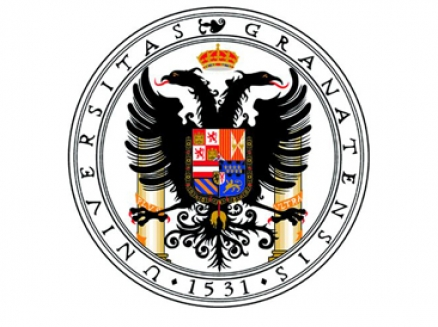 UNIVERSITAS GRANATENSIS
· 1531 ·